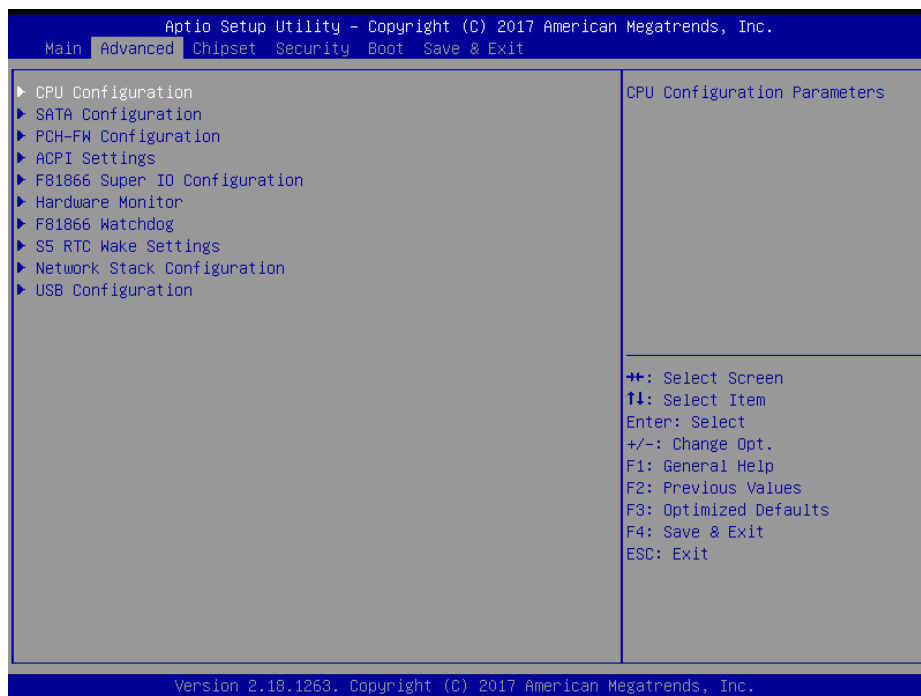 Aptio Setup Utility – Copyright (C) 2017 American Megatrends, Inc.
Main Advanced Chipset Security Boot Save & Exit
CPU Configuration
SATA Configuration
PCH-FW Configuration
ACPI Settings
F81866 Super IO Configuration
Hardware Monitor
F81866 Watchdog
S5 RTC Wake Settings
Network Stack Configuration
USB Configuration
CPU Configuration Parameters
→←: Select Screen
↑↓: Select Item
Enter: Select
+/-: Change Opt.
F1: General Help
F2: Previous Values
F3: Optimized Defaults
F4: Save & Exit
ESC: Exit
Version 2.18.1263. Copyright (C) 2017 American Megatrends, Inc.